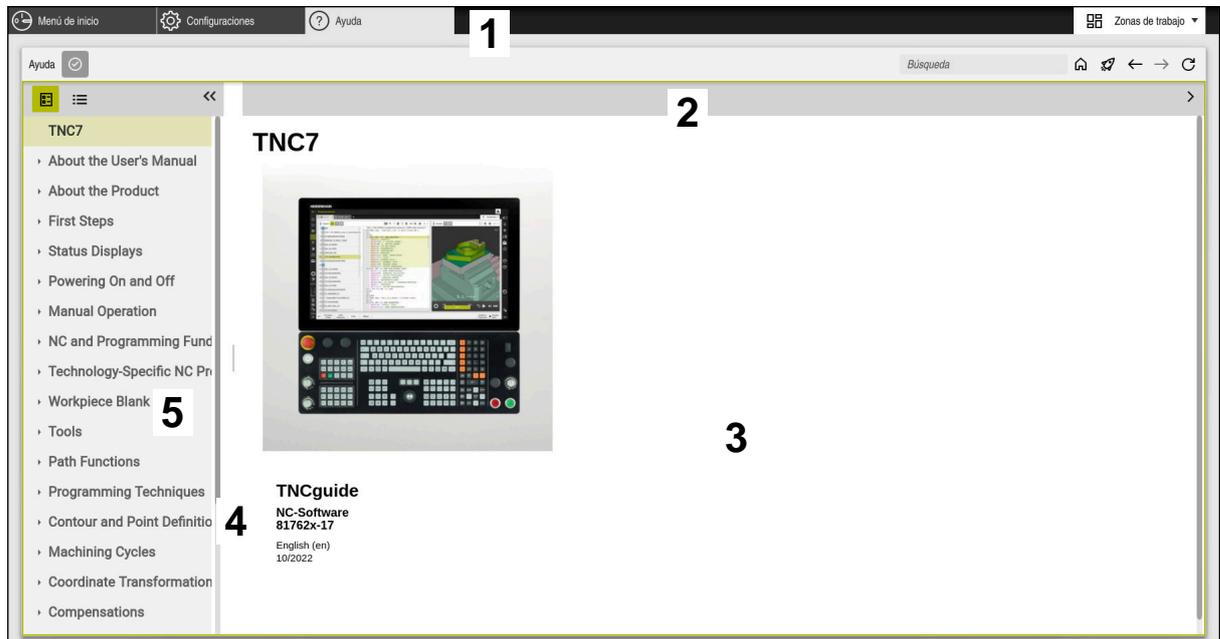 Menú de inicio
Configuraciones
Ayuda
1
Zonas de trabajo
Ayuda
Búsqueda
2
TNC7
About the User's Manual
About the Product
First Steps
Status Displays
Powering On and Off
Manual Operation
NC and Programming Fund
Technology-Specific NC Pr
Workpiece Blank
5
Tools
Path Functions
Programming Techniques
Contour and Point Definitio
4
Machining Cycles
Coordinate Transformation
Compensations
TNC7
HEIDENHAIN
3
TNCguide
NC-Software
81762x-17
English (en)
10/2022